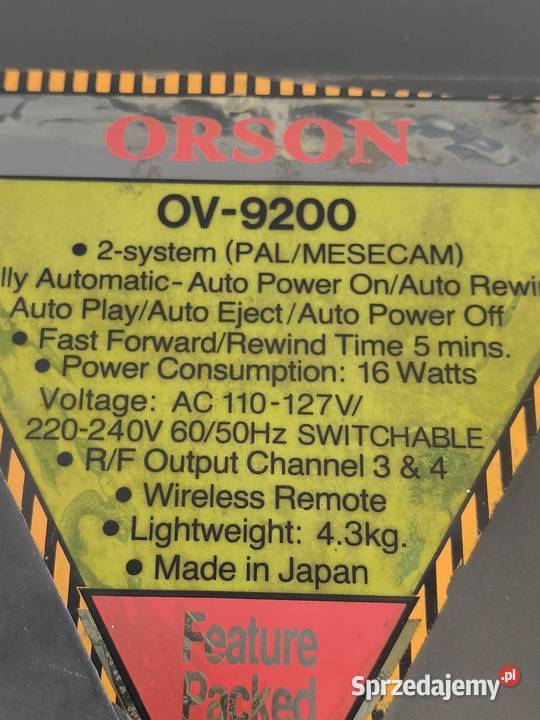 ORSON
OV-9200
• 2-system (PAL/MESECAM)
Automatic-Auto Power On/Auto
Auto Play/Auto Eject/Auto Power Off
• Fast Forward/Rewind Time 5 mins.
• Power Consumption: 16 Watts
Voltage: AC 110-127V/
220-240V 60/50Hz SWITCHABLE
• R/F Output Channel 3 & 4
• Wireless Remote
• Lightweight: 4.3kg.
• Made in Japan
Feature
Packed
Sprzedajemy.pl